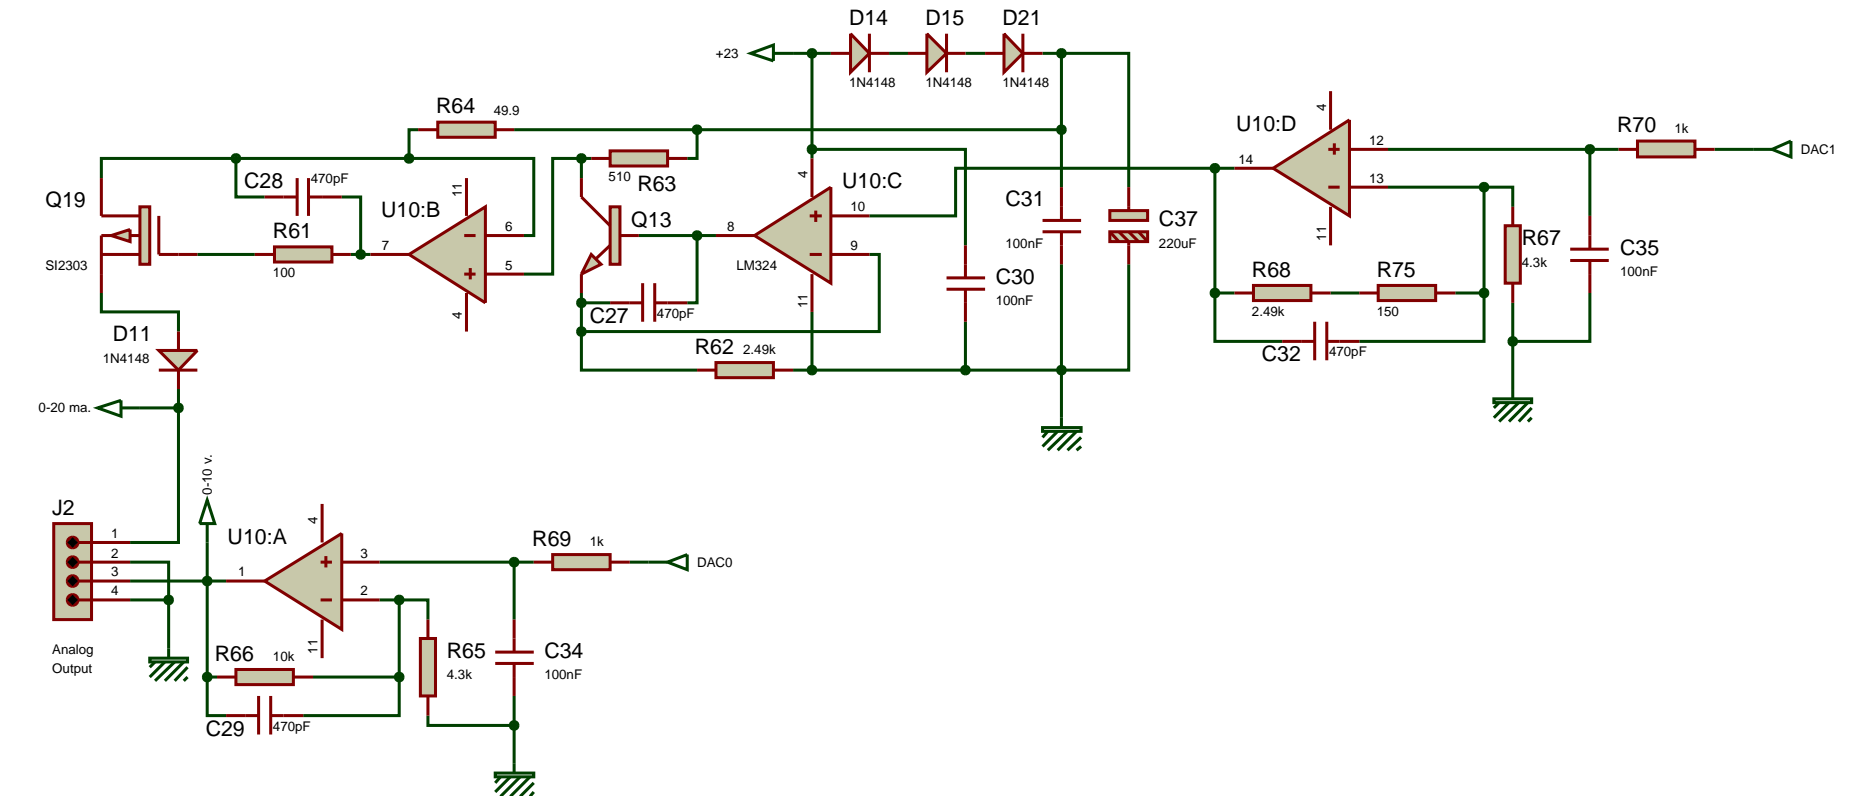 D14 D15 D21
+23
1N4148 1N4148 1N4148
R64 49.9
U10:D
4
12
R70 1k
DAC1
14
+
13
-
11
C28 470pF
11
U10:B
510 R63
4
U10:C
Q19
R61
100
7
-
6
+
5
4
Q13
8
+
10
-
9
LM324
11
C31
100nF
C37
220uF
SI2303
R67
4.3k
C35
100nF
C30
100nF
R68
2.49k
R75
150
C27 470pF
C32 470pF
D11
1N4148
R62 2.49k
0-20 ma.
0-10 v.
J2
1
2
3
4
Analog
Output
U10:A
4
1
+
3
-
2
11
R69 1k
DAC0
R66 10k
R65
4.3k
C34
100nF
C29 470pF